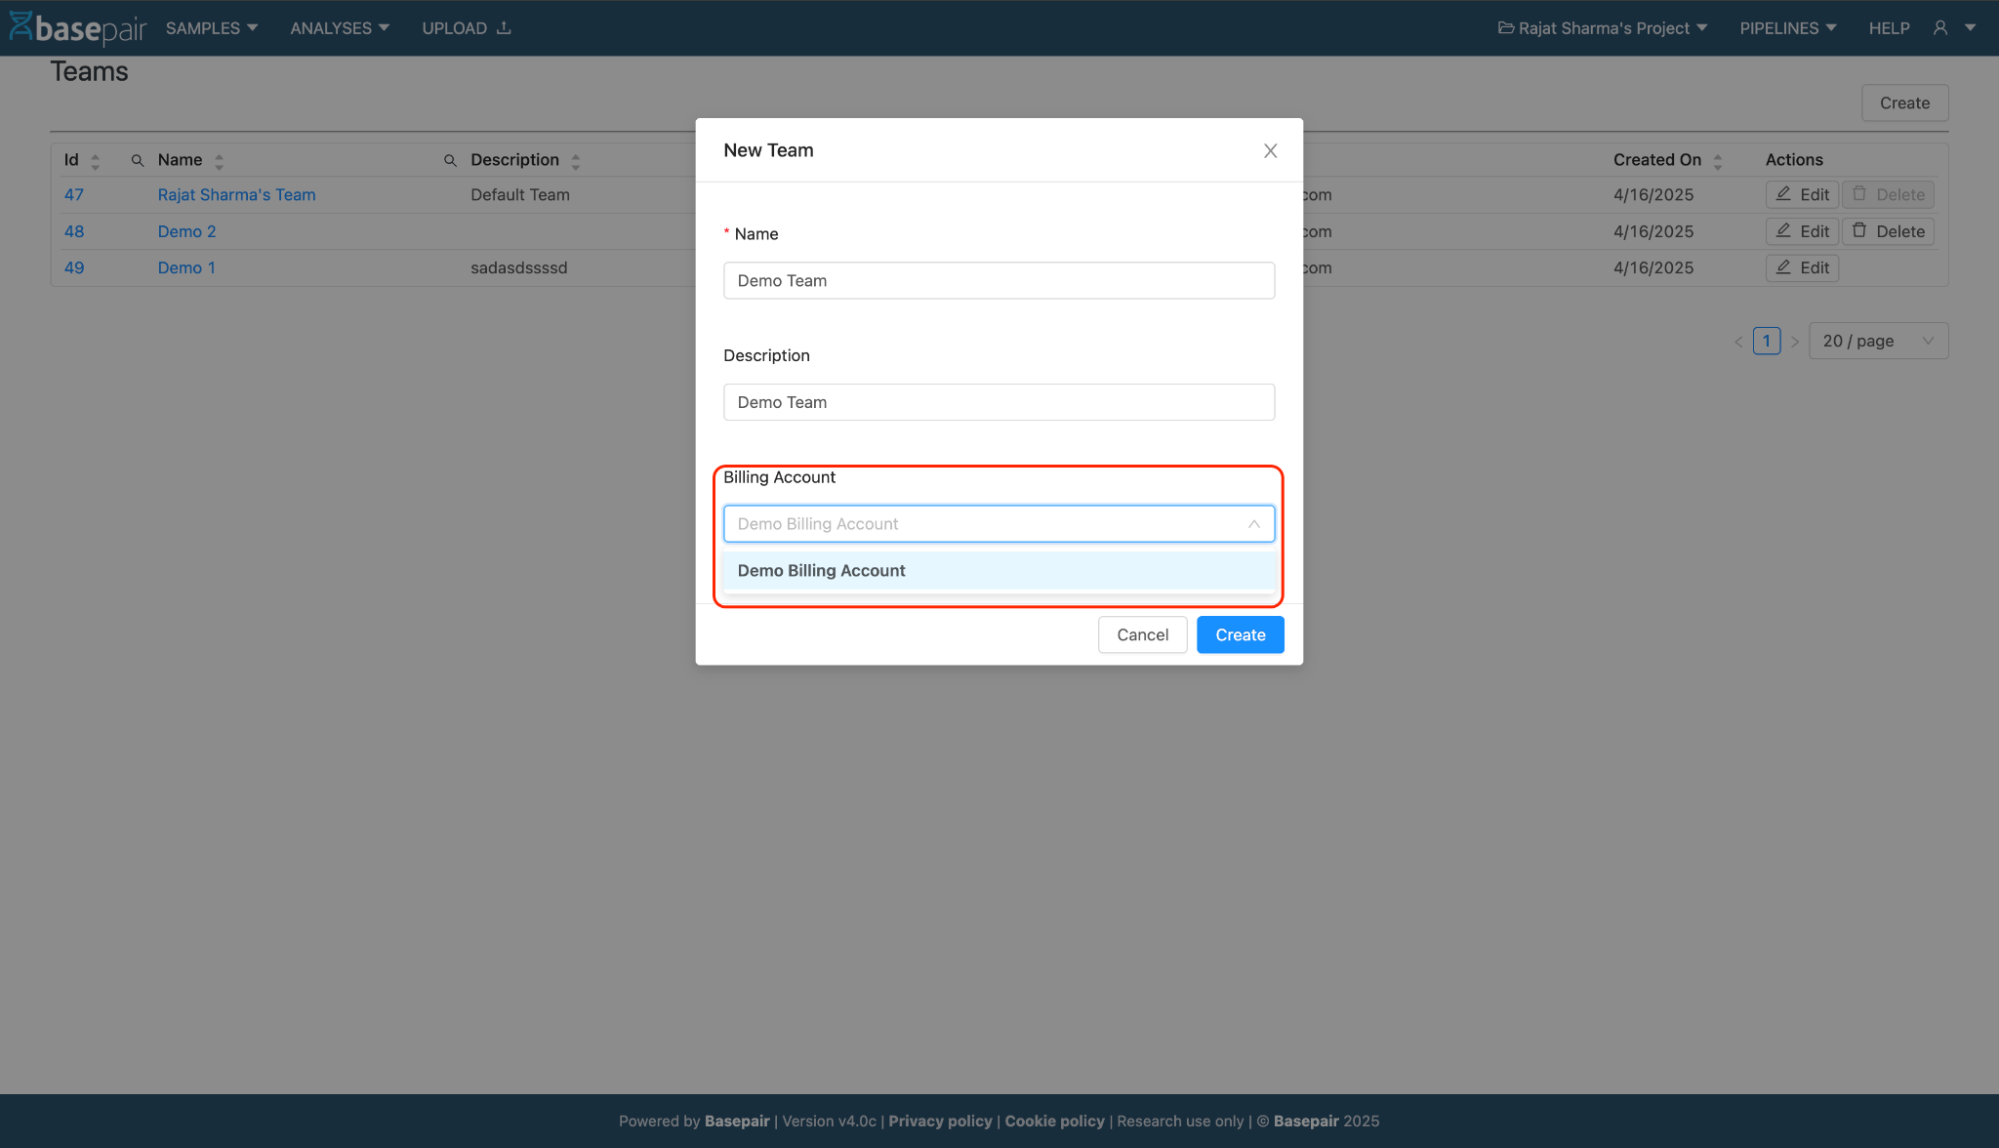 basepair SAMPLES ANALYSES UPLOAD Rajat Sharma's Project PIPELINES HELP
Teams
Create
Id Name Description Created On Actions
47 Rajat Sharma's Team Default Team com 4/16/2025 Edit Delete
48 Demo 2 com 4/16/2025 Edit Delete
49 Demo 1 sadasdssssd com 4/16/2025 Edit
1 20 / page
New Team
* Name
Demo Team
Description
Demo Team
Billing Account
Demo Billing Account
Demo Billing Account
Cancel Create
Powered by Basepair | Version v4.0c | Privacy policy | Cookie policy | Research use only | © Basepair 2025